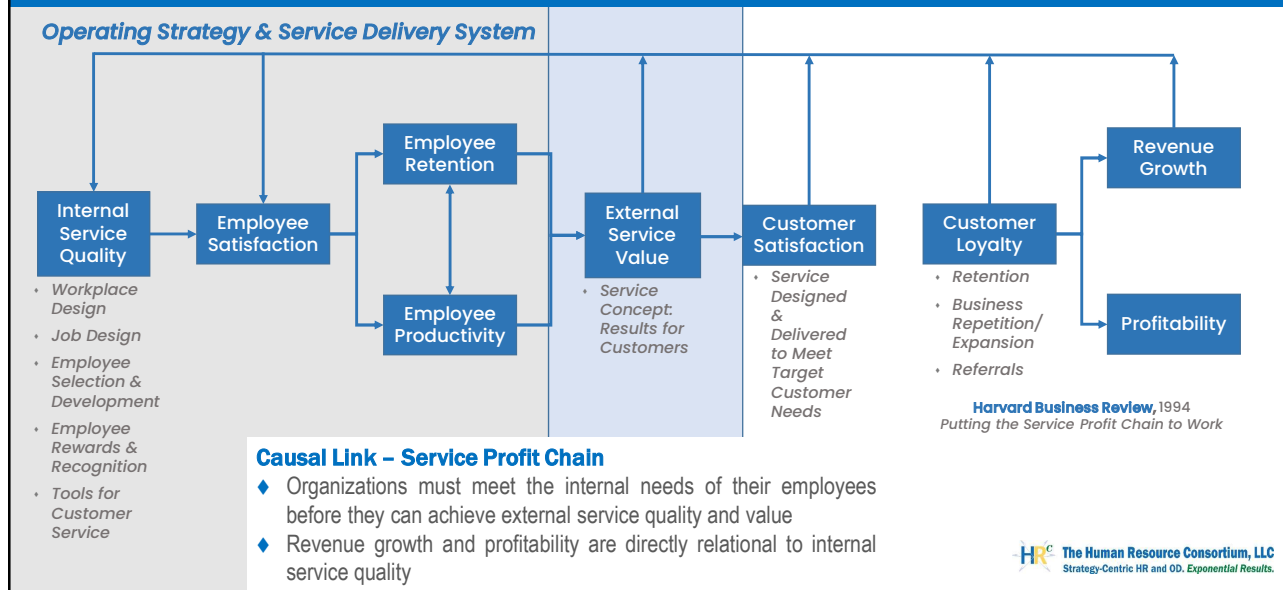 Operating Strategy & Service Delivery System
Internal
Service
Quality
• Workplace
Design
• Job Design
• Employee
Selection &
Development
• Employee
Rewards &
Recognition
• Tools for
Customer
Service
Employee
Satisfaction
Employee
Retention
Employee
Productivity
External
Service
Value
• Service
Concept:
Results for
Customers
Customer
Satisfaction
• Service
Designed
&
Delivered
to Meet
Target
Customer
Needs
Customer
Loyalty
• Retention
• Business
Repetition/
Expansion
• Referrals
Revenue
Growth
Profitability
Harvard Business Review, 1994
Putting the Service Profit Chain to Work
Causal Link – Service Profit Chain
♦ Organizations must meet the internal needs of their employees
before they can achieve external service quality and value
♦ Revenue growth and profitability are directly relational to internal
service quality
HRc The Human Resource Consortium, LLC
Strategy-Centric HR and OD. Exponential Results.